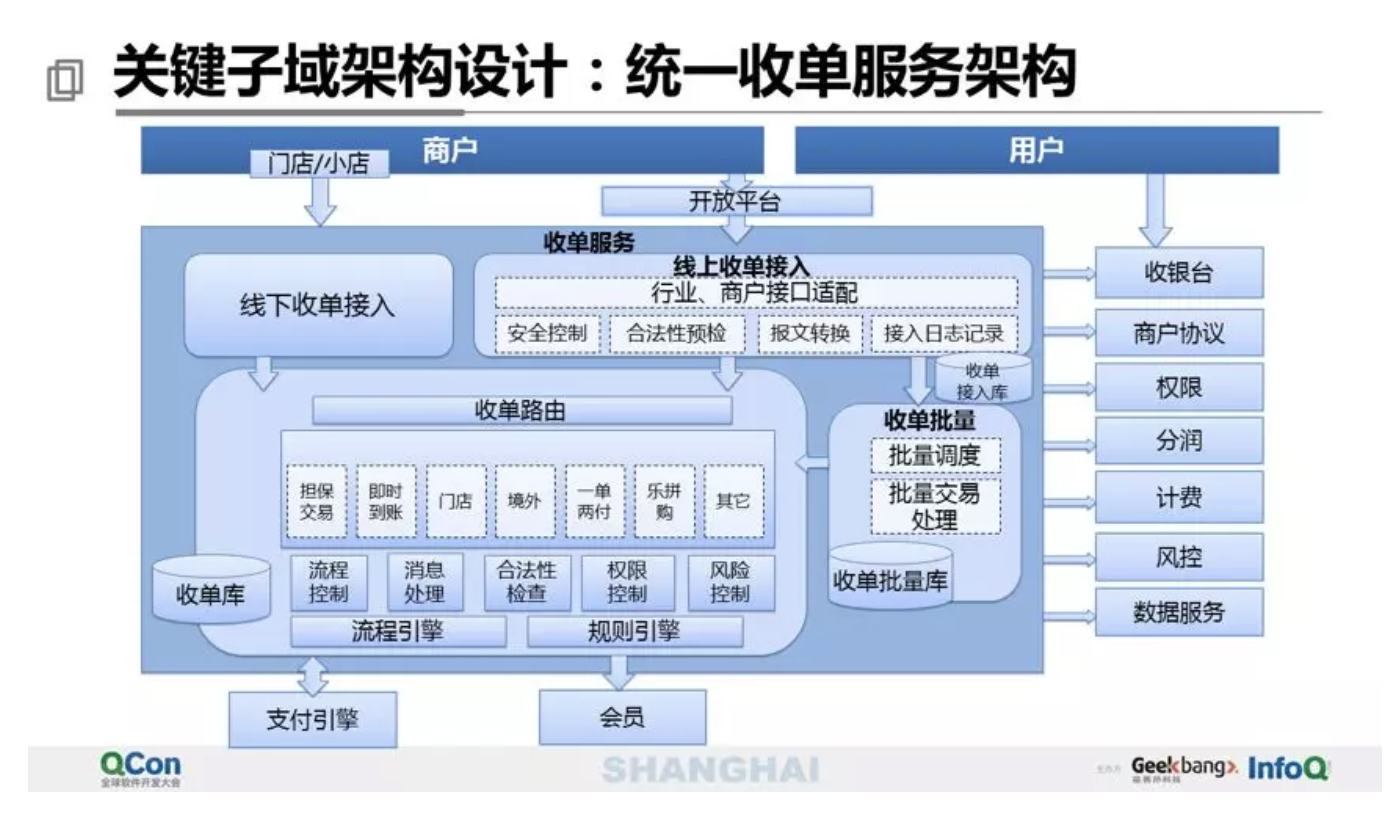 关键子域架构设计：统一收单服务架构
商户
用户
门店/小店
开放平台
收单服务
线下收单接入
线上收单接入
行业、商户接口适配
安全控制
合法性预检
报文转换
接入日志记录
收单
接入库
收单路由
担保
交易
即时
到账
门店
境外
一单
两付
乐拼
购
其它
流程
控制
消息
处理
合法性
检查
权限
控制
风险
控制
流程引擎
规则引擎
收单库
收单批量
批量调度
批量交易
处理
收单批量库
收银台
商户协议
权限
分润
计费
风控
数据服务
支付引擎
会员
QCon
全球软件开发大会
SHANGHAI
Geekbang>.
InfoQ